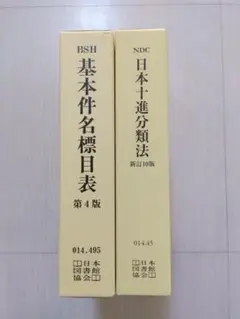 BSH
基本件名標目表
第4版
014.495
日本
図書館
協会
NDC
日本十進分類法
新訂10版
014.45
日本
図書館
協会